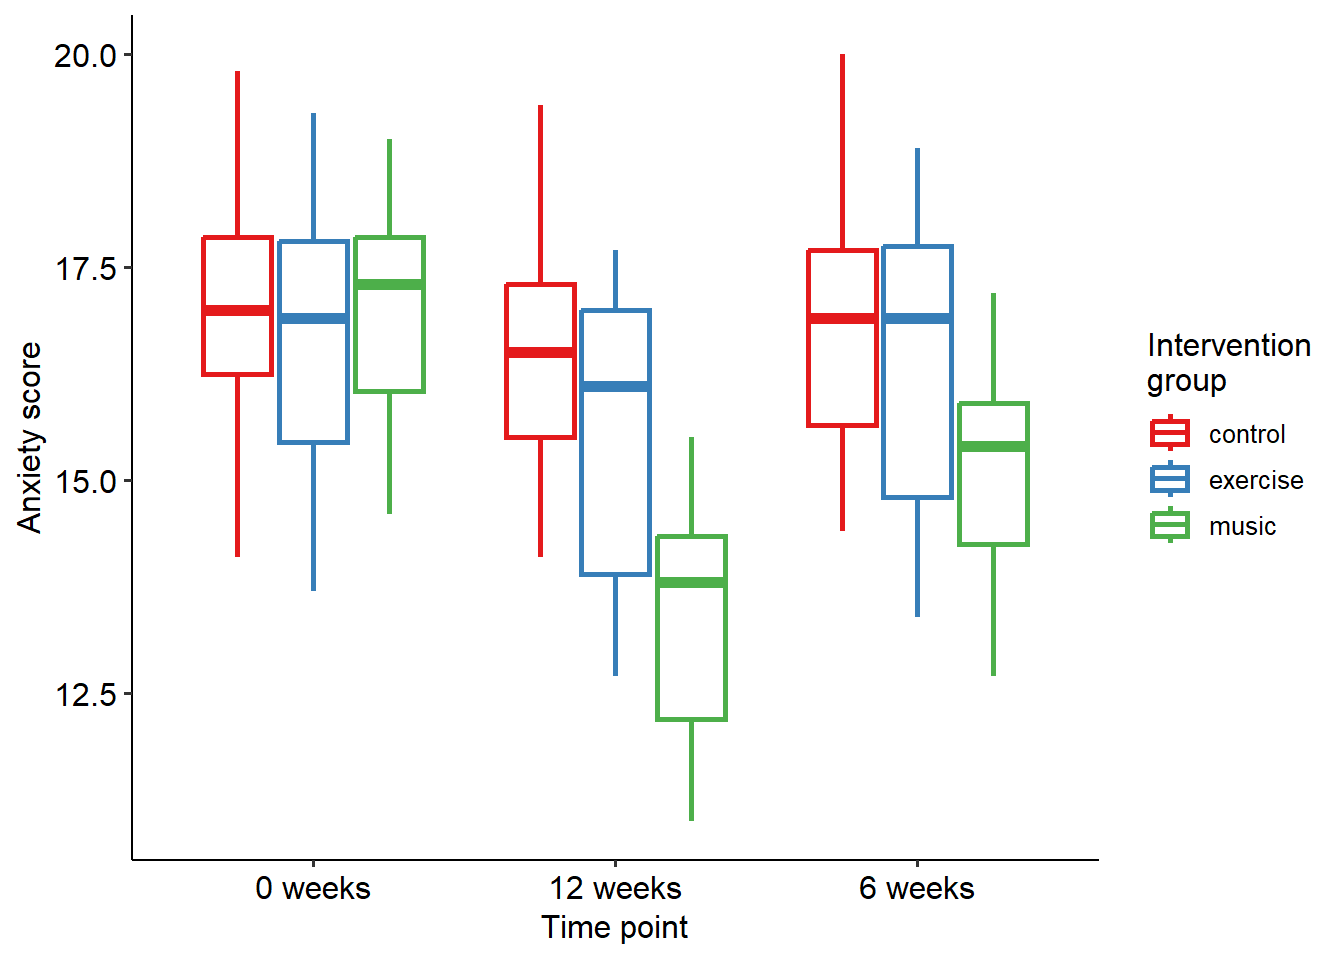 20.0
17.5
15.0
12.5
Anxiety score
0 weeks
12 weeks
6 weeks
Time point
Intervention
group
control
exercise
music